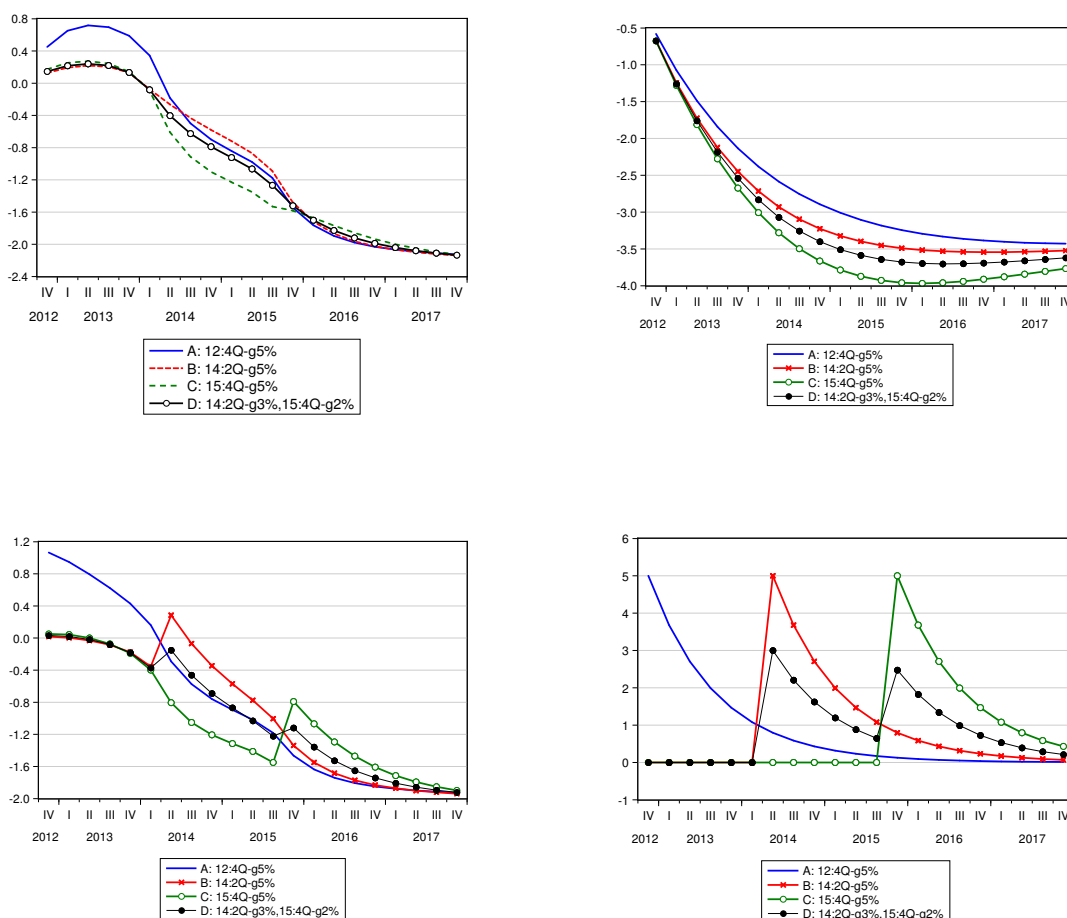 0.8
0.4
0.0
-0.4
-0.8
-1.2
-1.6
-2.0
-2.4
IV I II III IV I II III IV I II III IV I II III IV I II III IV
2012 2013 2014 2015 2016 2017
A: 12:4Q-g5%
B: 14:2Q-g5%
C: 15:4Q-g5%
D: 14:2Q-g3%,15:4Q-g2%
-0.5
-1.0
-1.5
-2.0
-2.5
-3.0
-3.5
-4.0
IV I II III IV I II III IV I II III IV I II III IV I II III IV
2012 2013 2014 2015 2016 2017
A: 12:4Q-g5%
B: 14:2Q-g5%
C: 15:4Q-g5%
D: 14:2Q-g3%,15:4Q-g2%
1.2
0.8
0.4
0.0
-0.4
-0.8
-1.2
-1.6
-2.0
IV I II III IV I II III IV I II III IV I II III IV I II III IV
2012 2013 2014 2015 2016 2017
A: 12:4Q-g5%
B: 14:2Q-g5%
C: 15:4Q-g5%
D: 14:2Q-g3%,15:4Q-g2%
6
5
4
3
2
1
0
-1
IV I II III IV I II III IV I II III IV I II III IV I II III IV
2012 2013 2014 2015 2016 2017
A: 12:4Q-g5%
B: 14:2Q-g5%
C: 15:4Q-g5%
D: 14:2Q-g3%,15:4Q-g2%